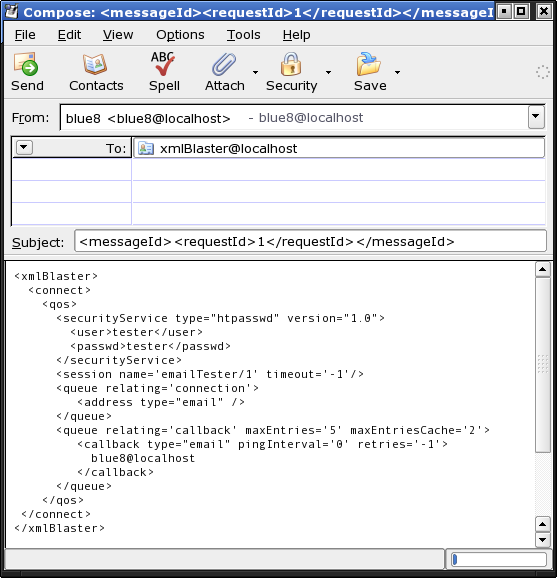 Compose: <messageId><requestId>1</requestId></messageI
File Edit View Options Tools Help
Send Contacts Spell Attach Security Save
ABC
From: blue8 <blue8@localhost> - blue8@localhost
To: xmlBlaster@localhost
Subject: <messageId><requestId>1</requestId></messageId>
<xmlBlaster>
<connect>
<qos>
<securityService type="htpasswd" version="1.0">
<user>tester</user>
<passwd>tester</passwd>
</securityService>
<session name='emailTester/1' timeout='-1'/>
<queue relating='connection'>
<address type="email" />
</queue>
<queue relating='callback' maxEntries='5' maxEntriesCache='2'>
<callback type="email" pingInterval='0' retries='-1'>
blue8@localhost
</callback>
</queue>
</qos>
</connect>
</xmlBlaster>